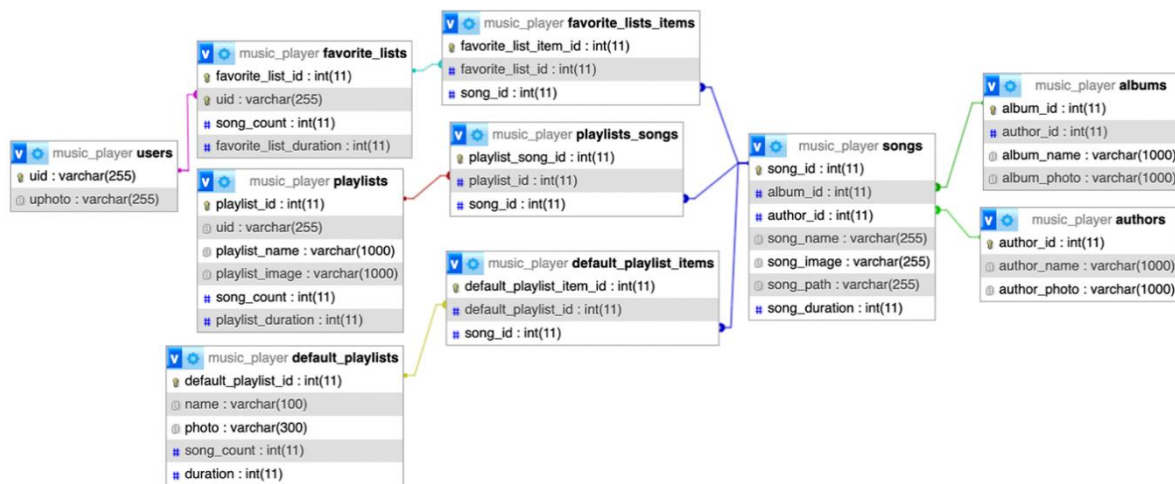 music_player users
uid : varchar(255)
uphoto : varchar(255)
music_player favorite_lists
favorite_list_id : int(11)
uid : varchar(255)
song_count : int(11)
favorite_list_duration : int(11)
music_player playlists
playlist_id : int(11)
uid : varchar(255)
playlist_name : varchar(1000)
playlist_image : varchar(1000)
song_count : int(11)
playlist_duration : int(11)
music_player default_playlists
default_playlist_id : int(11)
name : varchar(100)
photo : varchar(300)
song_count : int(11)
duration : int(11)
music_player favorite_lists_items
favorite_list_item_id : int(11)
favorite_list_id : int(11)
song_id : int(11)
music_player playlists_songs
playlist_song_id : int(11)
playlist_id : int(11)
song_id : int(11)
music_player default_playlist_items
default_playlist_item_id : int(11)
default_playlist_id : int(11)
song_id : int(11)
music_player songs
song_id : int(11)
album_id : int(11)
author_id : int(11)
song_name : varchar(255)
song_image : varchar(255)
song_path : varchar(255)
song_duration : int(11)
music_player albums
album_id : int(11)
author_id : int(11)
album_name : varchar(1000)
album_photo : varchar(1000)
music_player authors
author_id : int(11)
author_name : varchar(1000)
author_photo : varchar(1000)